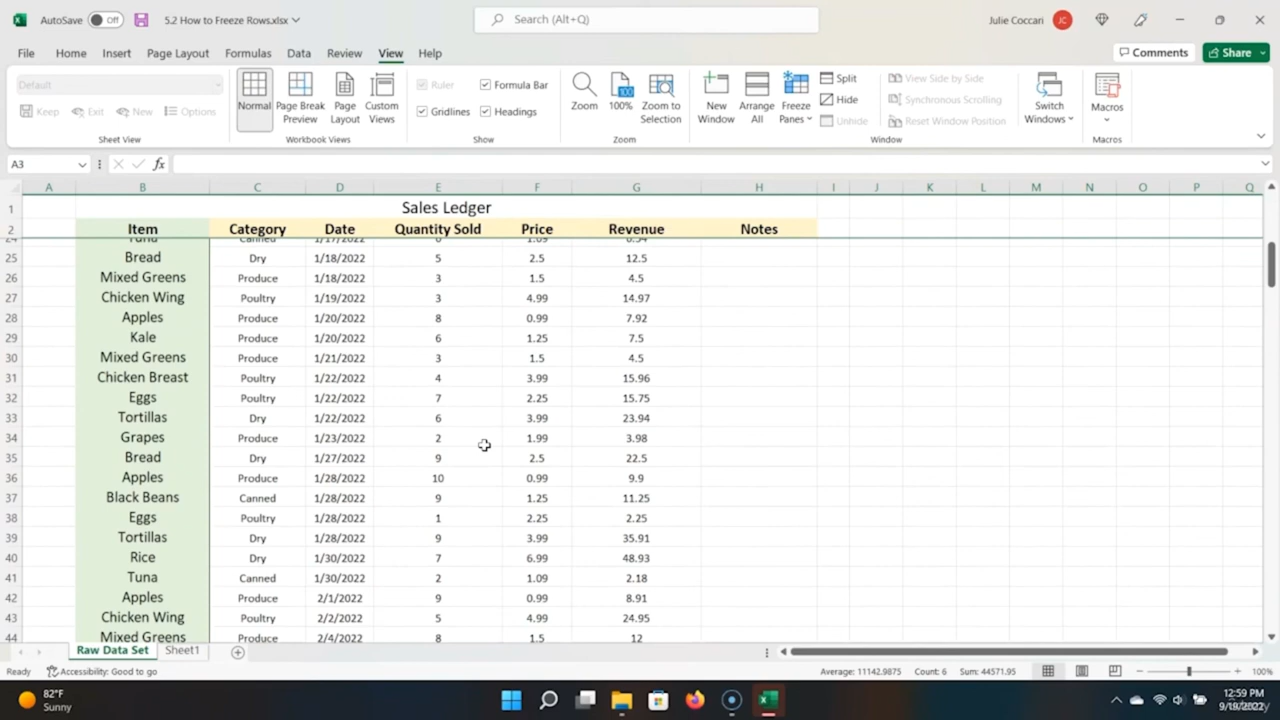 AutoSave Off 5.2 How to Freeze Rows.xlsx Search (Alt+Q) Julie Coccari JC
File Home Insert Page Layout Formulas Data Review View Help Comments Share
Default Ruler Formula Bar Split View Side by Side
Keep Exit New Options Normal Page Break Preview Page Layout Custom Views Gridlines Headings Zoom 100% Zoom to Selection New Window Arrange All Freeze Panes Hide Synchronous Scrolling Switch Windows Macros
Unhide Reset Window Position
Sheet View Workbook Views Show Zoom Window Macros
A3 fx
A B C D E F G H I J K L M N O P Q
1 Sales Ledger
2 Item Category Date Quantity Sold Price Revenue Notes
24 Tuna Canned 1/17/2022
25 Bread Dry 1/18/2022 5 2.5 12.5
26 Mixed Greens Produce 1/18/2022 3 1.5 4.5
27 Chicken Wing Poultry 1/19/2022 3 4.99 14.97
28 Apples Produce 1/20/2022 8 0.99 7.92
29 Kale Produce 1/20/2022 6 1.25 7.5
30 Mixed Greens Produce 1/21/2022 3 1.5 4.5
31 Chicken Breast Poultry 1/22/2022 4 3.99 15.96
32 Eggs Poultry 1/22/2022 7 2.25 15.75
33 Tortillas Dry 1/22/2022 6 3.99 23.94
34 Grapes Produce 1/23/2022 2 1.99 3.98
35 Bread Dry 1/27/2022 9 2.5 22.5
36 Apples Produce 1/28/2022 10 0.99 9.9
37 Black Beans Canned 1/28/2022 9 1.25 11.25
38 Eggs Poultry 1/28/2022 1 2.25 2.25
39 Tortillas Dry 1/28/2022 9 3.99 35.91
40 Rice Dry 1/30/2022 7 6.99 48.93
41 Tuna Canned 1/30/2022 2 1.09 2.18
42 Apples Produce 2/1/2022 9 0.99 8.91
43 Chicken Wing Poultry 2/2/2022 5 4.99 24.95
44 Mixed Greens Produce 2/4/2022 8 1.5 12
Raw Data Set Sheet1
Ready Accessibility: Good to go Average: 11142.9875 Count: 6 Sum: 44571.95 100%
82°F
Sunny
12:59 PM